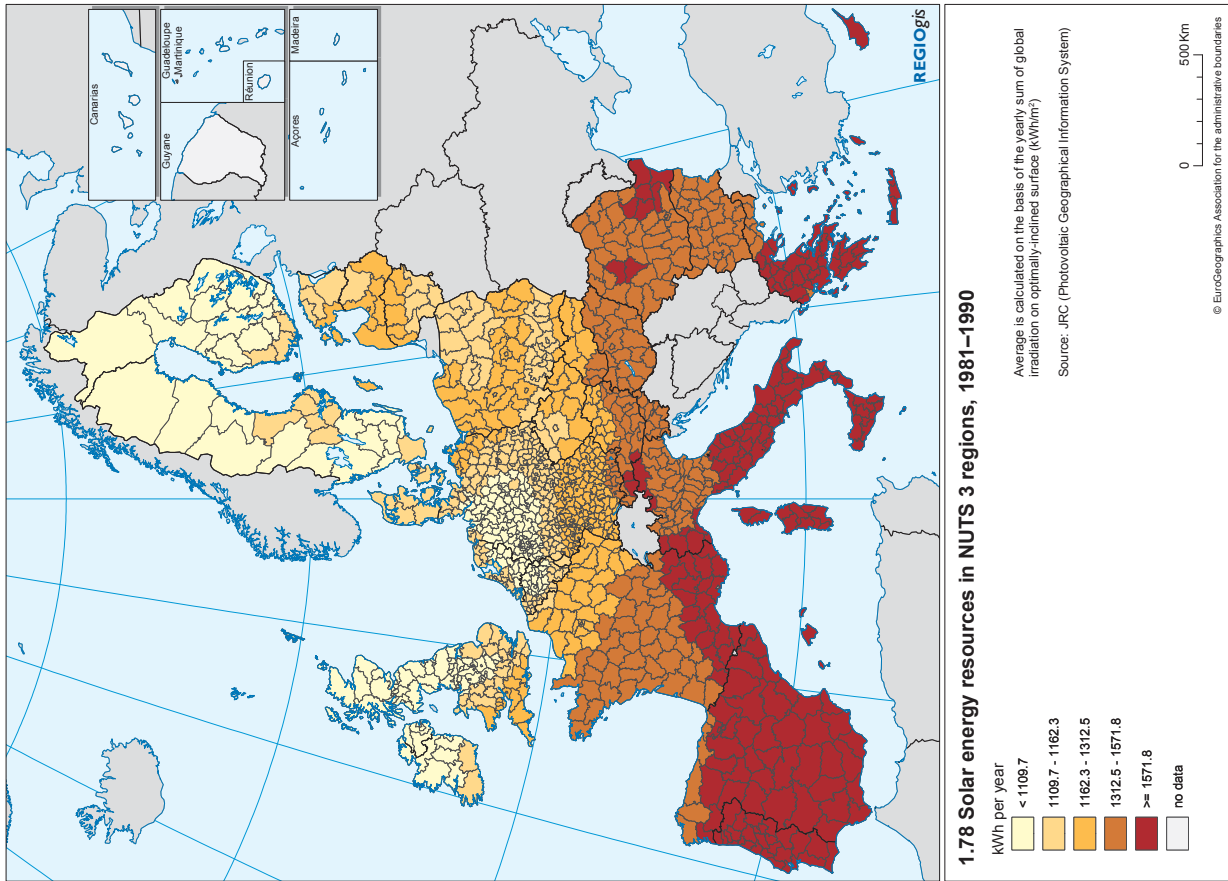 Canarias
Guyane
Guadeloupe
Martinique
Réunion
Açores
Madeira
REGIOgis
1.78 Solar energy resources in NUTS 3 regions, 1981–1990
kWh per year
< 1109.7
1109.7 - 1162.3
1162.3 - 1312.5
1312.5 - 1571.8
>= 1571.8
no data
Average is calculated on the basis of the yearly sum of global
irradiation on optimally-inclined surface (kWh/m²)
Source: JRC (Photovoltaic Geographical Information System)
0 500 Km
© EuroGeographics Association for the administrative boundaries